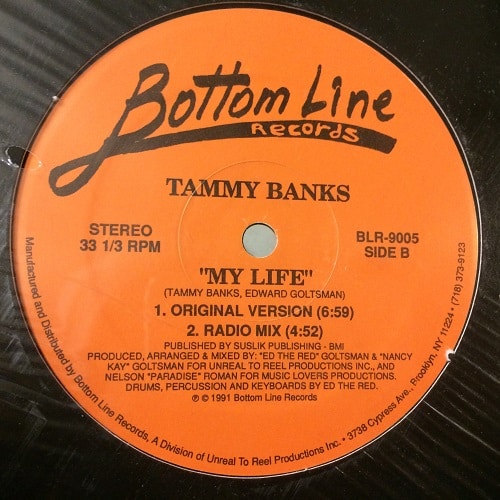 Bottom Line
Records
TAMMY BANKS
STEREO
33 1/3 RPM
BLR-9005
SIDE B
"MY LIFE"
(TAMMY BANKS, EDWARD GOLTSMAN)
1. ORIGINAL VERSION (6:59)
2. RADIO MIX (4:52)
PUBLISHED BY SUSLIK PUBLISHING - BMI
PRODUCED, ARRANGED & MIXED BY: "ED THE RED" GOLTSMAN & "NANCY
KAY" GOLTSMAN FOR UNREAL TO REEL PRODUCTIONS INC., AND
NELSON "PARADISE" ROMAN FOR MUSIC LOVERS PRODUCTIONS.
DRUMS, PERCUSSION AND KEYBOARDS BY ED THE RED.
℗ © 1991 Bottom Line Records
Manufactured and Distributed by Bottom Line Records, A Division of Unreal To Reel Productions Inc. • 3738 Cypress Ave., Prooklyn, NY 11224 • (718) 373-9123